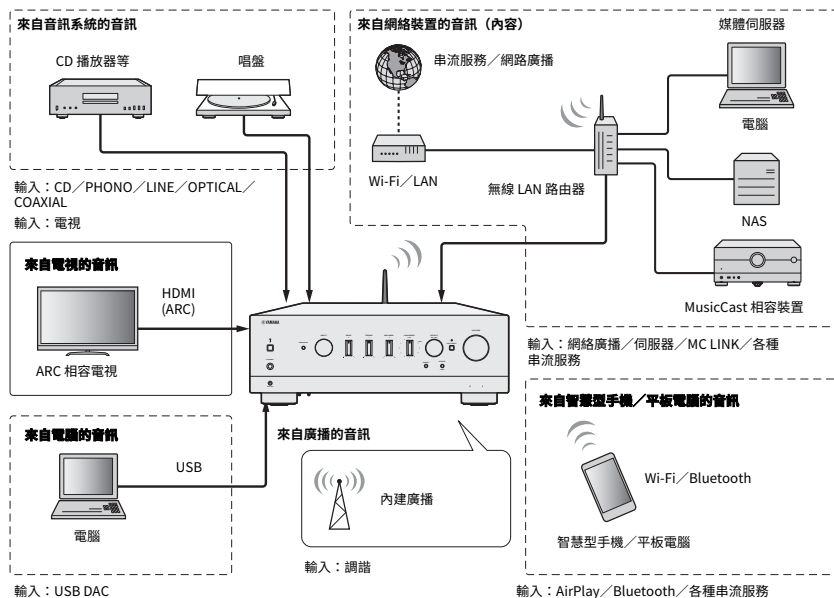 來自音訊系統的音訊
CD 播放器等
唱盤
輸入：CD／PHONO／LINE／OPTICAL／
COAXIAL
輸入：電視
來自網絡裝置的音訊（內容）
串流服務／網路廣播
Wi-Fi／LAN
無線 LAN 路由器
媒體伺服器
電腦
NAS
MusicCast 相容裝置
輸入：網絡廣播／伺服器／MC LINK／各種
串流服務
來自電視的音訊
HDMI
(ARC)
ARC 相容電視
YAMAHA
來自電腦的音訊
USB
電腦
輸入：USB DAC
來自廣播的音訊
內建廣播
輸入：調諧
來自智慧型手機／平板電腦的音訊
Wi-Fi／Bluetooth
智慧型手機／平板電腦
輸入：AirPlay／Bluetooth／各種串流服務